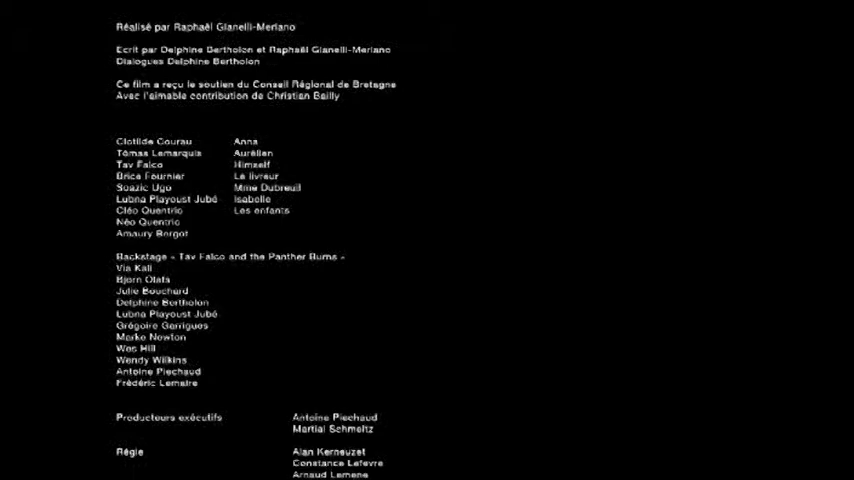 Réalisé par Raphaël Gianelli-Meriano
Ecrit par Delphine Bertholon et Raphaël Gianelli-Meriano
Dialogues Delphine Bertholon
Ce film a reçu le soutien du Conseil Régional de Bretagne
Avec l'aimable contribution de Christian Bailly
Clotilde Courau Anna
Tómas Lemarquis Aurélien
Tav Falco Himself
Brice Fournier Le livreur
Soazic Ugo Mme Dubreuil
Lubna Playoust Jubé Isabelle
Cléo Quentric Les enfants
Néo Quentric
Amaury Borgot
Backstage « Tav Falco and the Panther Burns »
Via Kali
Bjorn Olafs
Julie Bouchard
Delphine Bertholon
Lubna Playoust Jubé
Grégoire Garrigues
Marke Newton
Wes Hill
Wendy Wilkins
Antoine Piechaud
Frédéric Lemaire
Producteurs exécutifs Antoine Piechaud
Martial Schmeltz
Régie Alan Kerneuzet
Constance Lefevre
Arnaud Lemene